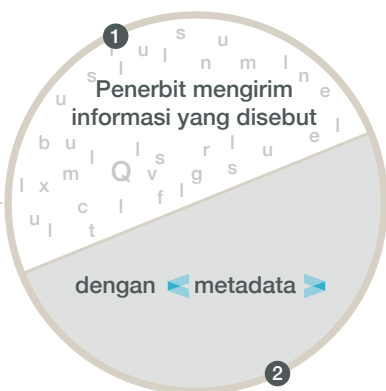 1
Penerbit mengirim
informasi yang disebut
dengan metadata
2